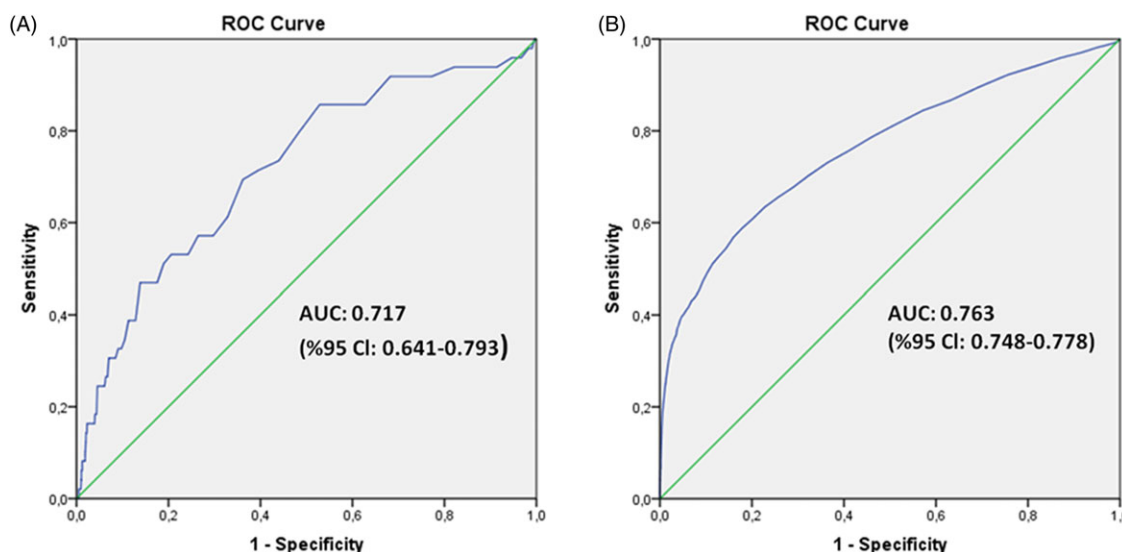 (A)
ROC Curve
1,0
0,8
0,6
0,4
0,2
0,0
Sensitivity
AUC: 0.717
(%95 Cl: 0.641-0.793)
0,0 0,2 0,4 0,6 0,8 1,0
1 - Specificity
(B)
ROC Curve
1,0
0,8
0,6
0,4
0,2
0,0
Sensitivity
AUC: 0.763
(%95 Cl: 0.748-0.778)
0,0 0,2 0,4 0,6 0,8 1,0
1 - Specificity